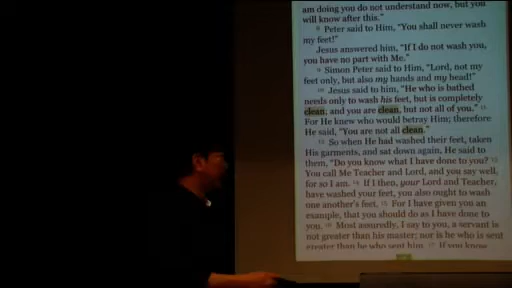 am doing you do not understand now, but you
will know after this."
8 Peter said to Him, "You shall never wash
my feet!"
Jesus answered him, "If I do not wash you,
you have no part with Me."
9 Simon Peter said to Him, "Lord, not my
feet only, but also my hands and my head!"
10 Jesus said to him, "He who is bathed
needs only to wash his feet, but is completely
clean; and you are clean, but not all of you." 11
For He knew who would betray Him; therefore
He said, "You are not all clean."
12 So when He had washed their feet, taken
His garments, and sat down again, He said to
them, "Do you know what I have done to you? 13
You call Me Teacher and Lord, and you say well,
for so I am. 14 If I then, your Lord and Teacher,
have washed your feet, you also ought to wash
one another's feet. 15 For I have given you an
example, that you should do as I have done to
you. 16 Most assuredly, I say to you, a servant is
not greater than his master; nor is he who is sent
greater than he who sent him. 17 If you know